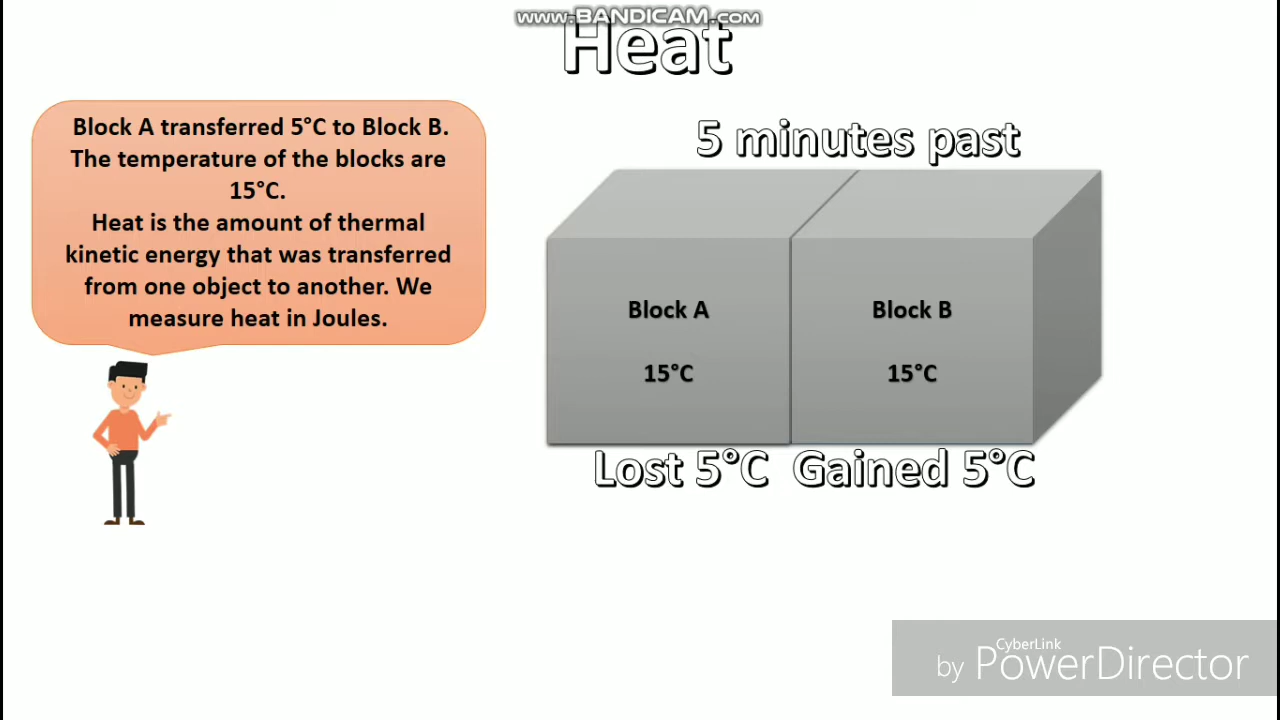 www.BANDICAM.com
Heat
Block A transferred 5°C to Block B.
The temperature of the blocks are
15°C.
Heat is the amount of thermal
kinetic energy that was transferred
from one object to another. We
measure heat in Joules.
5 minutes past
Block A
15°C
Block B
15°C
Lost 5°C
Gained 5°C
CyberLink
by PowerDirector